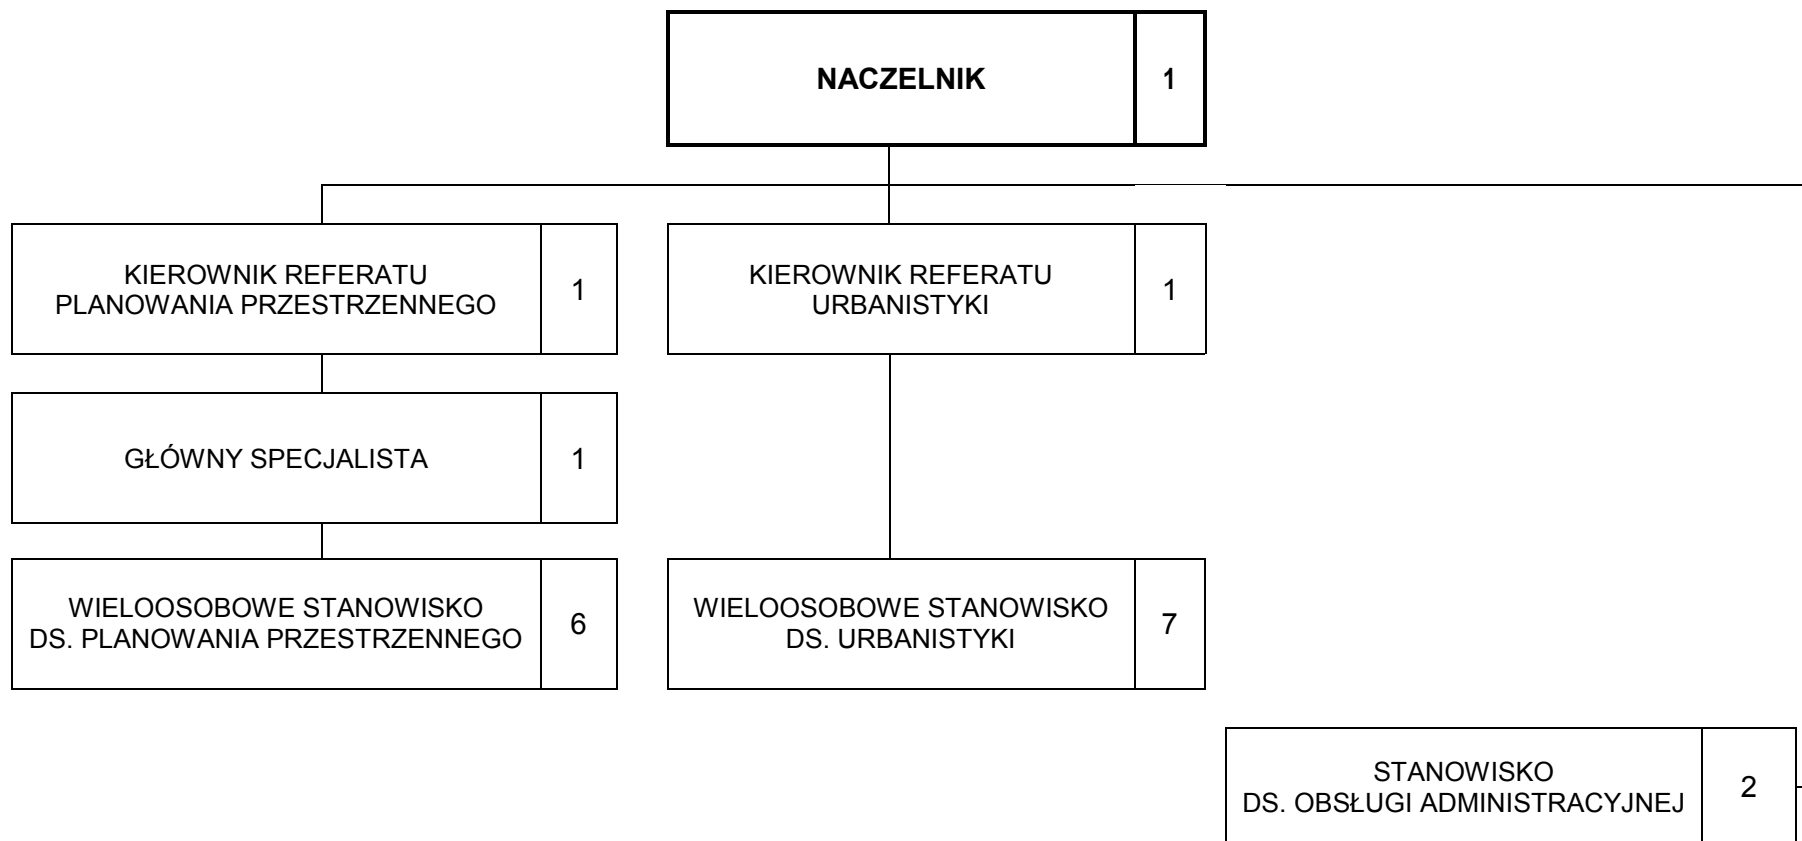 NACZELNIK 1
KIEROWNIK REFERATU
PLANOWANIA PRZESTRZENNEGO
1
KIEROWNIK REFERATU
URBANISTYKI
1
GŁÓWNY SPECJALISTA 1
WIELOOSOBOWE STANOWISKO
DS. PLANOWANIA PRZESTRZENNEGO
6
WIELOOSOBOWE STANOWISKO
DS. URBANISTYKI
7
STANOWISKO
DS. OBSŁUGI ADMINISTRACYJNEJ
2